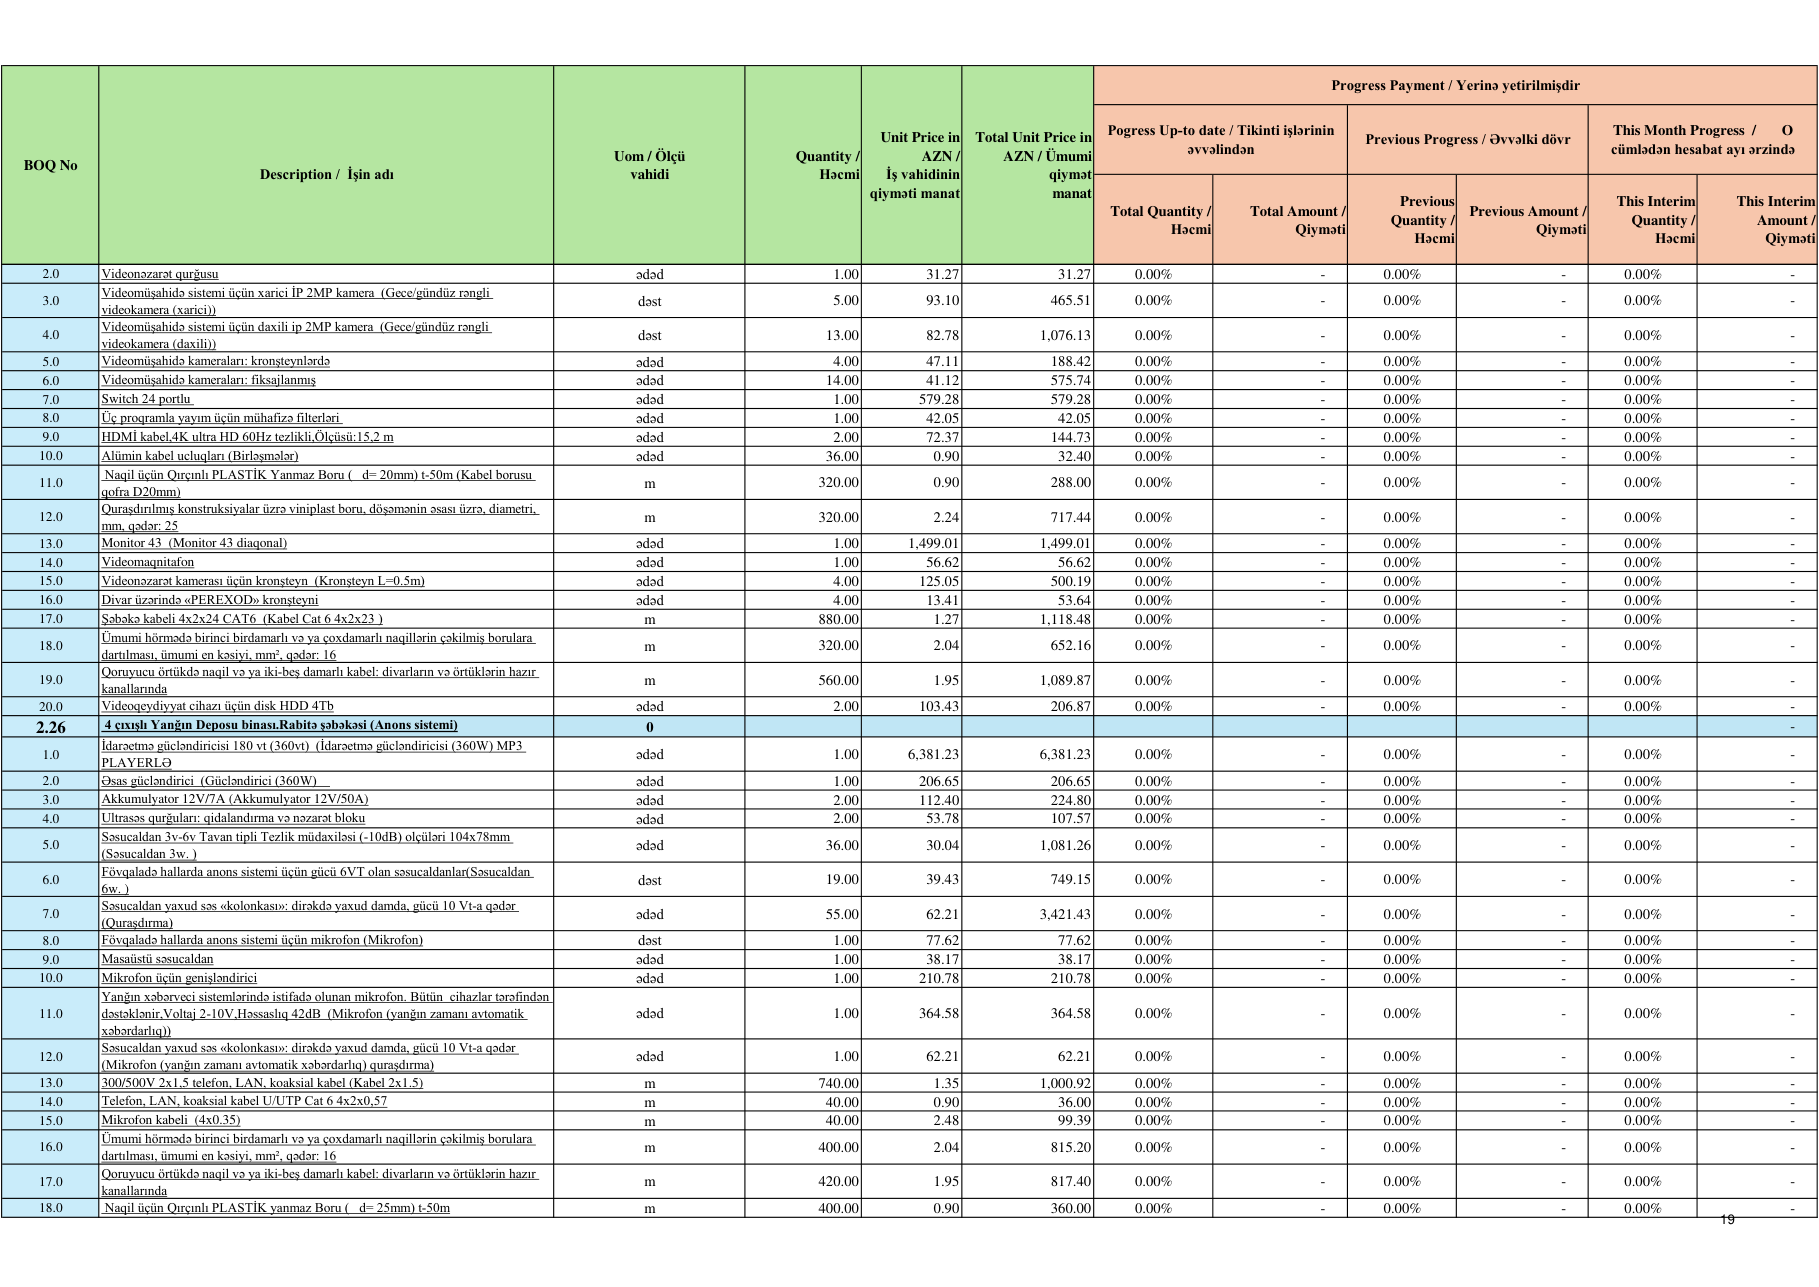 BOQ No
Description / İşin adı
Uom / Ölçü
vahidi
Quantity /
Həcmi
Unit Price in
AZN /
İş vahidinin
qiyməti manat
Total Unit Price in
AZN / Ümumi
qiymət
manat
Progress Payment / Yerinə yetirilmişdir
Pogress Up-to date / Tikinti işlərinin
əvvəlindən
Previous Progress / Əvvəlki dövr
This Month Progress / O
cümlədən hesabat ayı ərzində
Total Quantity /
Həcmi
Total Amount /
Qiyməti
Previous
Quantity /
Həcmi
Previous Amount /
Qiyməti
This Interim
Quantity /
Həcmi
This Interim
Amount /
Qiyməti
2.0 Videonəzarət qurğusu ədəd 1.00 31.27 31.27 0.00% - 0.00% - 0.00% -
3.0 Videomüşahidə sistemi üçün xarici İP 2MP kamera (Gece/gündüz rəngli
videokamera (xarici)) dəst 5.00 93.10 465.51 0.00% - 0.00% - 0.00% -
4.0 Videomüşahidə sistemi üçün daxili ip 2MP kamera (Gece/gündüz rəngli
videokamera (daxili)) dəst 13.00 82.78 1,076.13 0.00% - 0.00% - 0.00% -
5.0 Videomüşahidə kameraları: kronşteynlərdə ədəd 4.00 47.11 188.42 0.00% - 0.00% - 0.00% -
6.0 Videomüşahidə kameraları: fiksajlanmış ədəd 14.00 41.12 575.74 0.00% - 0.00% - 0.00% -
7.0 Switch 24 portlu ədəd 1.00 579.28 579.28 0.00% - 0.00% - 0.00% -
8.0 Üç proqramla yayım üçün mühafizə filterləri ədəd 1.00 42.05 42.05 0.00% - 0.00% - 0.00% -
9.0 HDMİ kabel,4K ultra HD 60Hz tezlikli,Ölçüsü:15,2 m ədəd 2.00 72.37 144.73 0.00% - 0.00% - 0.00% -
10.0 Alümin kabel ucluqları (Birləşmələr) ədəd 36.00 0.90 32.40 0.00% - 0.00% - 0.00% -
11.0 Naqil üçün Qırçınlı PLASTİK Yanmaz Boru ( d= 20mm) t-50m (Kabel borusu
qofra D20mm) m 320.00 0.90 288.00 0.00% - 0.00% - 0.00% -
12.0 Quraşdırılmış konstruksiyalar üzrə viniplast boru, döşəmənin əsası üzrə, diametri,
mm, qədər: 25 m 320.00 2.24 717.44 0.00% - 0.00% - 0.00% -
13.0 Monitor 43 (Monitor 43 diaqonal) ədəd 1.00 1,499.01 1,499.01 0.00% - 0.00% - 0.00% -
14.0 Videomaqnitafon ədəd 1.00 56.62 56.62 0.00% - 0.00% - 0.00% -
15.0 Videonəzarət kamerası üçün kronşteyn (Kronşteyn L=0.5m) ədəd 4.00 125.05 500.19 0.00% - 0.00% - 0.00% -
16.0 Divar üzərində «PEREXOD» kronşteyni ədəd 4.00 13.41 53.64 0.00% - 0.00% - 0.00% -
17.0 Şəbəkə kabeli 4x2x24 CAT6 (Kabel Cat 6 4x2x23 ) m 880.00 1.27 1,118.48 0.00% - 0.00% - 0.00% -
18.0 Ümumi hörmədə birinci birdamarlı və ya çoxdamarlı naqillərin çəkilmiş borulara
dartılması, ümumi en kəsiyi, mm², qədər: 16 m 320.00 2.04 652.16 0.00% - 0.00% - 0.00% -
19.0 Qoruyucu örtükdə naqil və ya iki-beş damarlı kabel: divarların və örtüklərin hazır
kanallarında m 560.00 1.95 1,089.87 0.00% - 0.00% - 0.00% -
20.0 Videoqeydiyyat cihazı üçün disk HDD 4Tb ədəd 2.00 103.43 206.87 0.00% - 0.00% - 0.00% -
2.26 4 çıxışlı Yanğın Deposu binası.Rabitə şəbəkəsi (Anons sistemi) 0 -
1.0 İdarəetmə gücləndiricisi 180 vt (360vt) (İdarəetmə gücləndiricisi (360W) MP3
PLAYERLƏ ədəd 1.00 6,381.23 6,381.23 0.00% - 0.00% - 0.00% -
2.0 Əsas gücləndirici (Gücləndirici (360W) ədəd 1.00 206.65 206.65 0.00% - 0.00% - 0.00% -
3.0 Akkumulyator 12V/7A (Akkumulyator 12V/50A) ədəd 2.00 112.40 224.80 0.00% - 0.00% - 0.00% -
4.0 Ultrasəs qurğuları: qidalandırma və nəzarət bloku ədəd 2.00 53.78 107.57 0.00% - 0.00% - 0.00% -
5.0 Səsucaldan 3v-6v Tavan tipli Tezlik müdaxiləsi (-10dB) olçüləri 104x78mm
(Səsucaldan 3w. ) ədəd 36.00 30.04 1,081.26 0.00% - 0.00% - 0.00% -
6.0 Fövqaladə hallarda anons sistemi üçün gücü 6VT olan səsucaldanlar(Səsucaldan
6w. ) dəst 19.00 39.43 749.15 0.00% - 0.00% - 0.00% -
7.0 Səsucaldan yaxud səs «kolonkası»: dirəkdə yaxud damda, gücü 10 Vt-a qədər
(Quraşdırma) ədəd 55.00 62.21 3,421.43 0.00% - 0.00% - 0.00% -
8.0 Fövqaladə hallarda anons sistemi üçün mikrofon (Mikrofon) dəst 1.00 77.62 77.62 0.00% - 0.00% - 0.00% -
9.0 Masaüstü səsucaldan ədəd 1.00 38.17 38.17 0.00% - 0.00% - 0.00% -
10.0 Mikrofon üçün genişləndirici ədəd 1.00 210.78 210.78 0.00% - 0.00% - 0.00% -
11.0 Yanğın xəbərveci sistemlərində istifadə olunan mikrofon. Bütün cihazlar tərəfindən
dəstəklənir,Voltaj 2-10V,Həssaslıq 42dB (Mikrofon (yanğın zamanı avtomatik
xəbərdarlıq)) ədəd 1.00 364.58 364.58 0.00% - 0.00% - 0.00% -
12.0 Səsucaldan yaxud səs «kolonkası»: dirəkdə yaxud damda, gücü 10 Vt-a qədər
(Mikrofon (yanğın zamanı avtomatik xəbərdarlıq) quraşdırma) ədəd 1.00 62.21 62.21 0.00% - 0.00% - 0.00% -
13.0 300/500V 2x1,5 telefon, LAN, koaksial kabel (Kabel 2x1.5) m 740.00 1.35 1,000.92 0.00% - 0.00% - 0.00% -
14.0 Telefon, LAN, koaksial kabel U/UTP Cat 6 4x2x0,57 m 40.00 0.90 36.00 0.00% - 0.00% - 0.00% -
15.0 Mikrofon kabeli (4x0.35) m 40.00 2.48 99.39 0.00% - 0.00% - 0.00% -
16.0 Ümumi hörmədə birinci birdamarlı və ya çoxdamarlı naqillərin çəkilmiş borulara
dartılması, ümumi en kəsiyi, mm², qədər: 16 m 400.00 2.04 815.20 0.00% - 0.00% - 0.00% -
17.0 Qoruyucu örtükdə naqil və ya iki-beş damarlı kabel: divarların və örtüklərin hazır
kanallarında m 420.00 1.95 817.40 0.00% - 0.00% - 0.00% -
18.0 Naqil üçün Qırçınlı PLASTİK yanmaz Boru ( d= 25mm) t-50m m 400.00 0.90 360.00 0.00% - 0.00% - 0.00% -
19